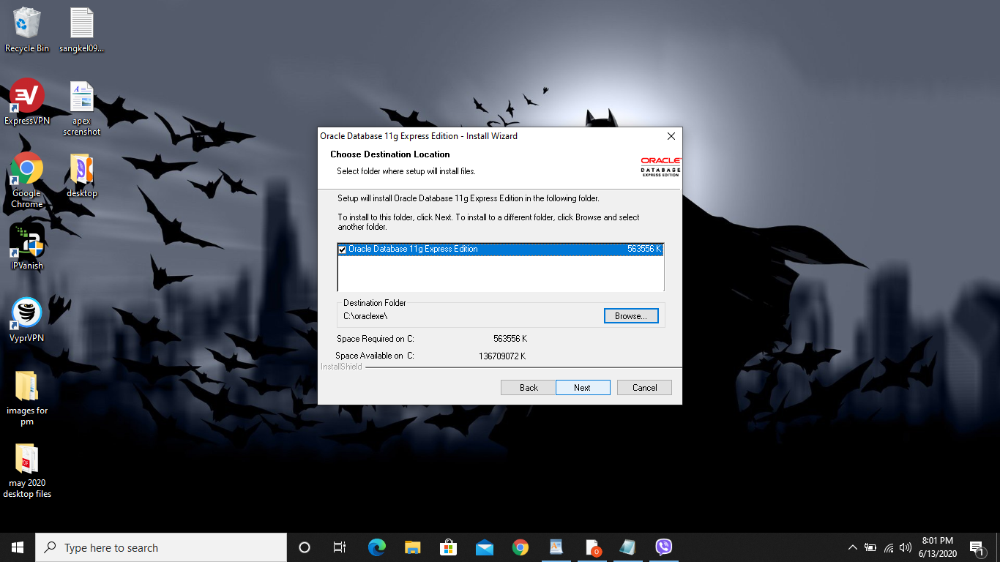 Recycle Bin
sangkel09...
ExpressVPN
apex
screnshot
Google
Chrome
desktop
IPVanish
VyprVPN
images for
pm
may 2020
desktop files
PDF
Oracle Database 11g Express Edition - Install Wizard
Choose Destination Location
Select folder where setup will install files.
ORACLE
DATABASE
EXPRESS EDITION
Setup will install Oracle Database 11g Express Edition in the following folder.
To install to this folder, click Next. To install to a different folder, click Browse and select
another folder.
Oracle Database 11g Express Edition 563556 K
Destination Folder
C:\oraclexe\
Browse...
Space Required on C: 563556 K
Space Available on C: 136709072 K
InstallShield
Back Next Cancel
Type here to search
8:01 PM
6/13/2020
1